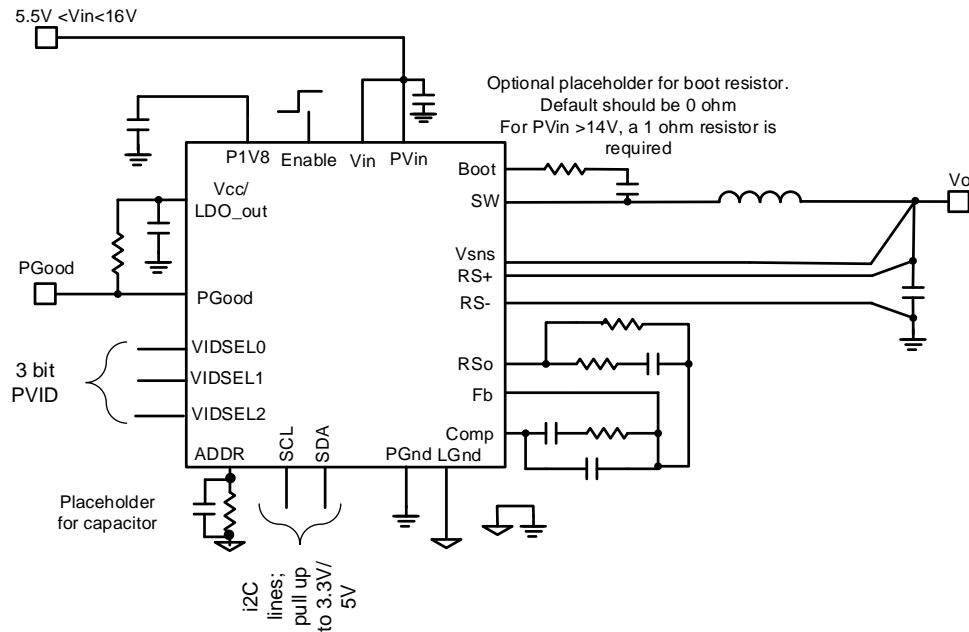 5.5V <Vin<16V
Optional placeholder for boot resistor.
Default should be 0 ohm
For PVin >14V, a 1 ohm resistor is
required
P1V8
Enable
Vin
PVin
Boot
Vcc/
LDO_out
SW
Vo
Vsns
RS+
PGood
PGood
RS-
VIDSEL0
3 bit
PVID
VIDSEL1
VIDSEL2
RSo
Fb
Comp
ADDR
SCL
SDA
PGnd
LGnd
Placeholder
for capacitor
i2C
lines;
pull up
to 3.3V/
5V